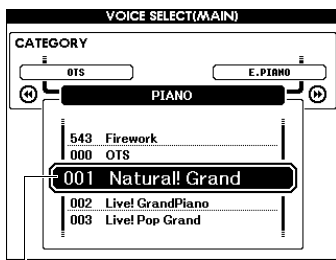 VOICE SELECT(MAIN)
CATEGORY
OTS E.PIANO
PIANO
543 Firework
000 OTS
001 Natural! Grand
002 Live! GrandPiano
003 Live! Pop Grand